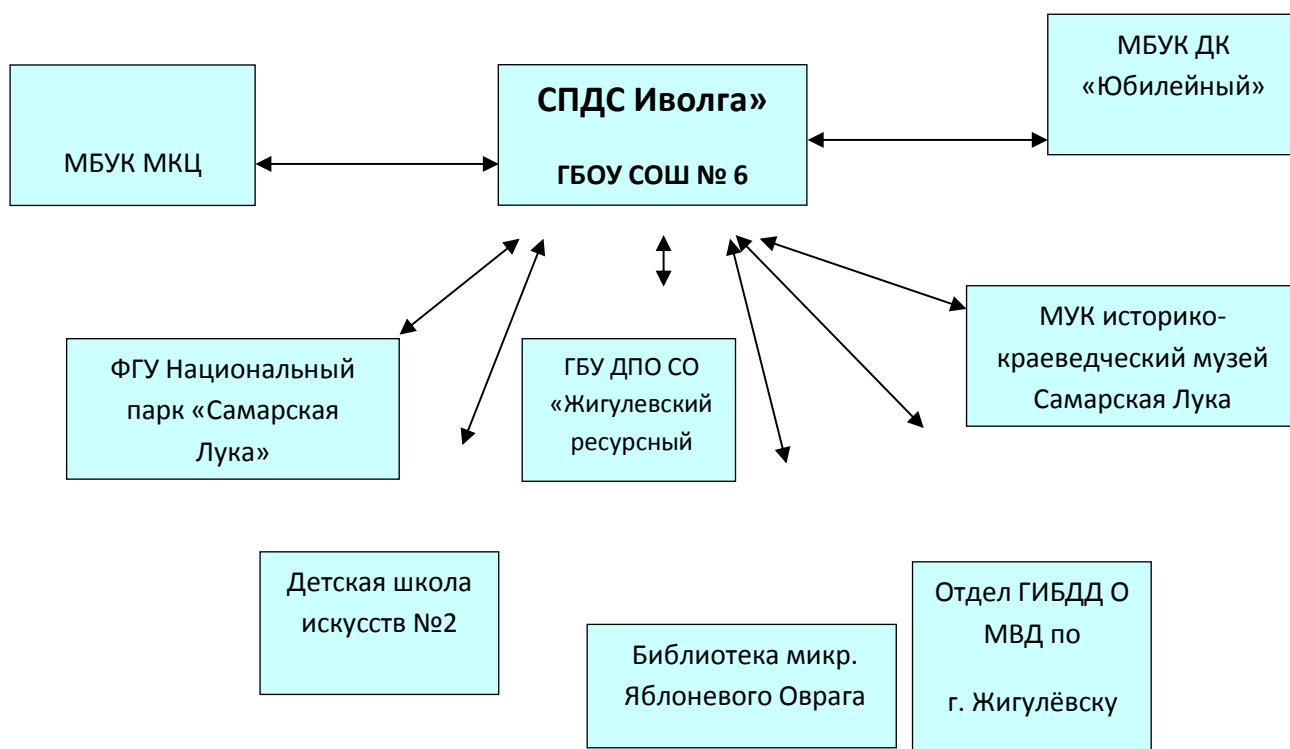 МБУК МКЦ
СПДС Иволга»
ГБОУ СОШ № 6
МБУК ДК
«Юбилейный»
ФГУ Национальный
парк «Самарская
Лука»
ГБУ ДПО СО
«Жигулевский
ресурсный
МУК историко-
краеведческий музей
Самарская Лука
Детская школа
искусств №2
Библиотека микр.
Яблоневого Оврага
Отдел ГИБДД О
МВД по
г. Жигулёвску